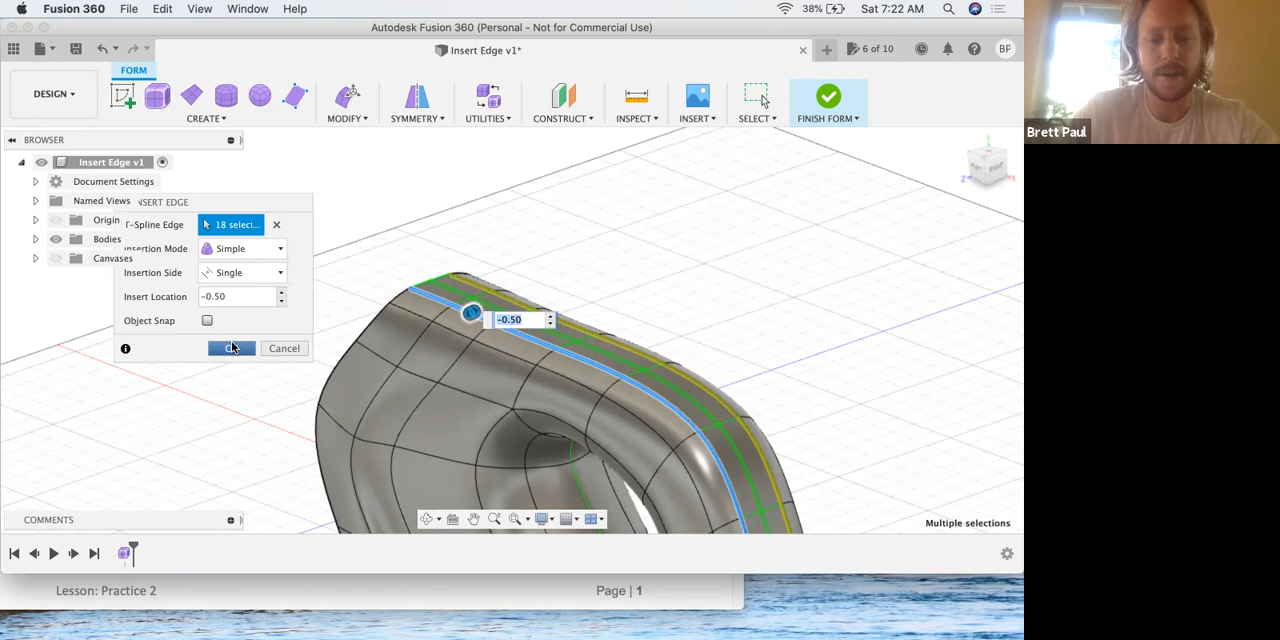 Fusion 360 File Edit View Window Help 38% Sat 7:22 AM
Autodesk Fusion 360 (Personal - Not for Commercial Use)
Insert Edge v1* 6 of 10 BP
FORM
DESIGN
CREATE MODIFY SYMMETRY UTILITIES CONSTRUCT INSPECT INSERT SELECT FINISH FORM
Brett Paul
BROWSER
Insert Edge v1
Document Settings
Named Views NSERT EDGE
Origin T-Spline Edge 18 selec...
Bodies
Insertion Mode Simple
Canvases
Insertion Side Single
Insert Location -0.50
Object Snap
Cancel
-0.50
COMMENTS
Multiple selections
Lesson: Practice 2 Page | 1